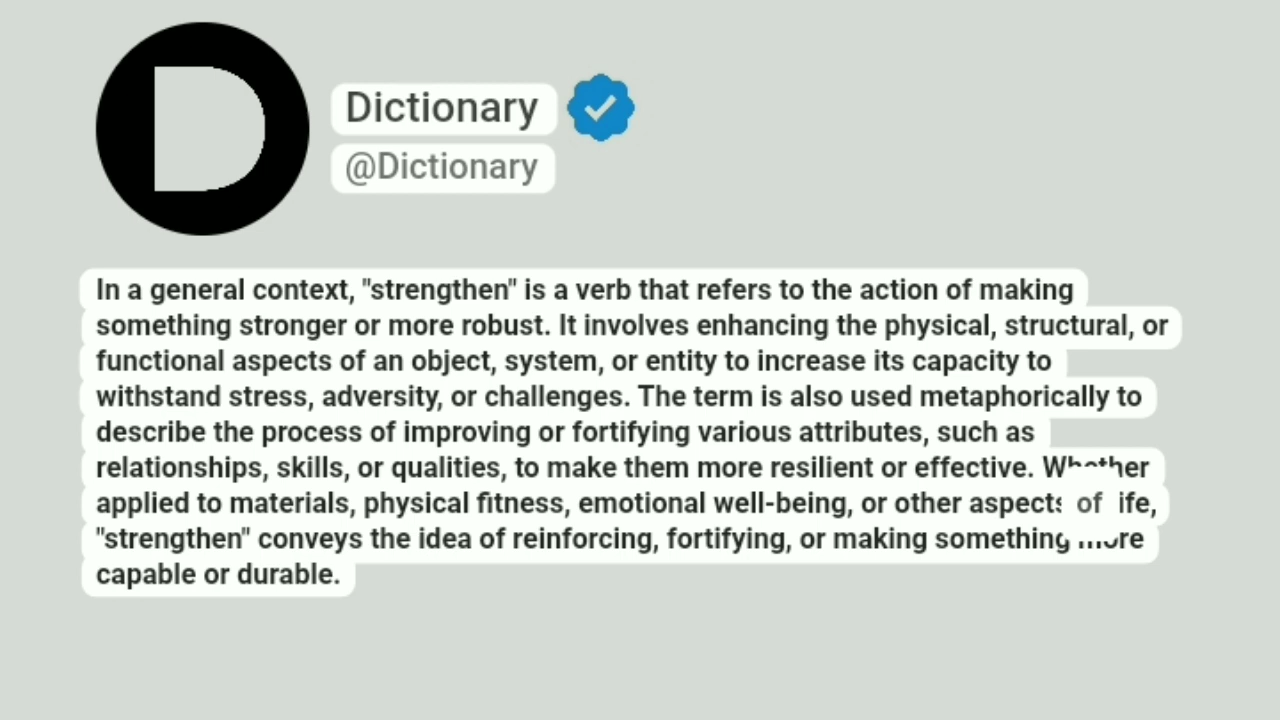 D
Dictionary
@Dictionary
In a general context, "strengthen" is a verb that refers to the action of making
something stronger or more robust. It involves enhancing the physical, structural, or
functional aspects of an object, system, or entity to increase its capacity to
withstand stress, adversity, or challenges. The term is also used metaphorically to
describe the process of improving or fortifying various attributes, such as
relationships, skills, or qualities, to make them more resilient or effective. Whether
applied to materials, physical fitness, emotional well-being, or other aspects of ife,
"strengthen" conveys the idea of reinforcing, fortifying, or making something more
capable or durable.